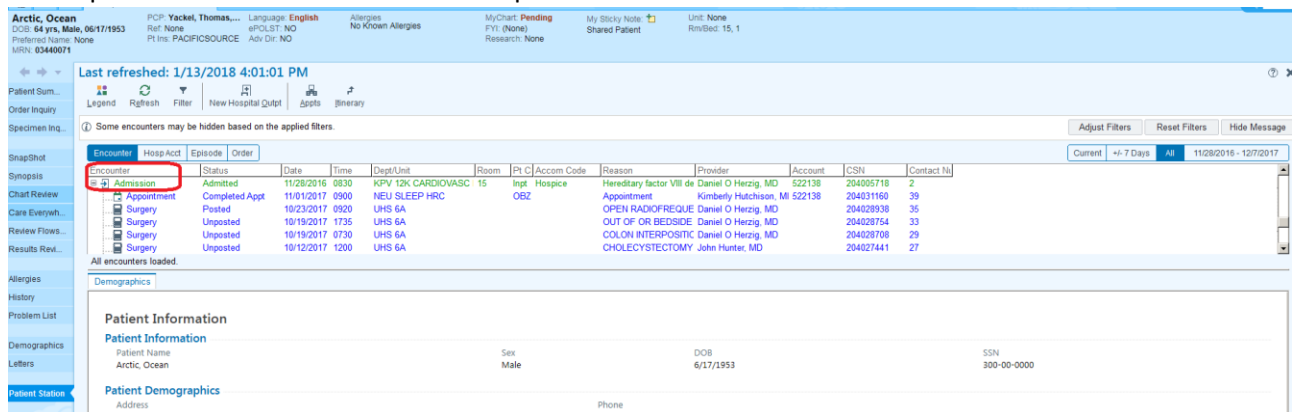 Arctic, Ocean PCP: Yackel, Thomas,... Language: English Allergies MyChart: Pending My Sticky Note: Unit: None
DOB: 64 yrs, Male, 06/17/1953 Ref: None ePOLST: NO No Known Allergies FYI: (None) Shared Patient Rm/Bed: 15, 1
Preferred Name: None Pt Ins: PACIFICSOURCE Adv Dir: NO Research: None
MRN: 03440071
Last refreshed: 1/13/2018 4:01:01 PM
Legend Refresh Filter New Hospital Outpt Appts Itinerary
Some encounters may be hidden based on the applied filters. Adjust Filters Reset Filters Hide Message
Encounter Hosp Acct Episode Order Current +/- 7 Days All 11/28/2016 - 12/7/2017
Encounter Status Date Time Dept/Unit Room Pt C Accom Code Reason Provider Account CSN Contact Nu
Admission Admitted 11/28/2016 0830 KPV 12K CARDIOVASC 15 Inpt Hospice Hereditary factor VIII de Daniel O Herzig, MD 522138 204005718 2
Appointment Completed Appt 11/01/2017 0900 NEU SLEEP HRC OBZ Appointment Kimberly Hutchison, MI 522138 204031160 39
Surgery Posted 10/23/2017 0920 UHS 6A OPEN RADIOFREQUE Daniel O Herzig, MD 204028938 35
Surgery Unposted 10/19/2017 1735 UHS 6A OUT OF OR BEDSIDE Daniel O Herzig, MD 204028754 33
Surgery Unposted 10/19/2017 0730 UHS 6A COLON INTERPOSITIC Daniel O Herzig, MD 204028708 29
Surgery Unposted 10/12/2017 1200 UHS 6A CHOLECYSTECTOMY John Hunter, MD 204027441 27
All encounters loaded.
Patient Sum...
Order Inquiry
Specimen Inq...
SnapShot
Synopsis
Chart Review
Care Everywh...
Review Flows...
Results Revi...
Allergies
History
Problem List
Demographics
Letters
Patient Station
Demographics
Patient Information
Patient Information
Patient Name Sex DOB SSN
Arctic, Ocean Male 6/17/1953 300-00-0000
Patient Demographics
Address Phone